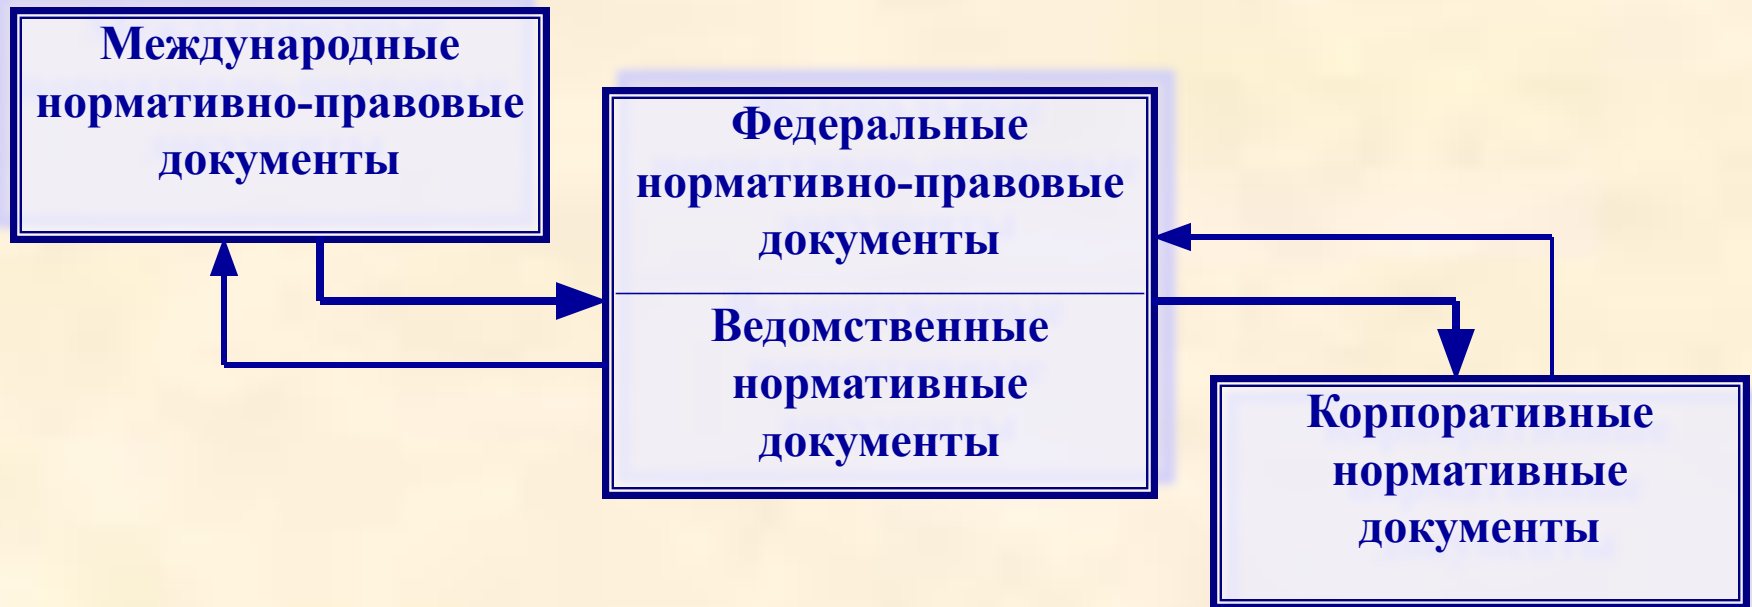 Международные
нормативно-правовые
документы
Федеральные
нормативно-правовые
документы
Ведомственные
нормативные
документы
Корпоративные
нормативные
документы